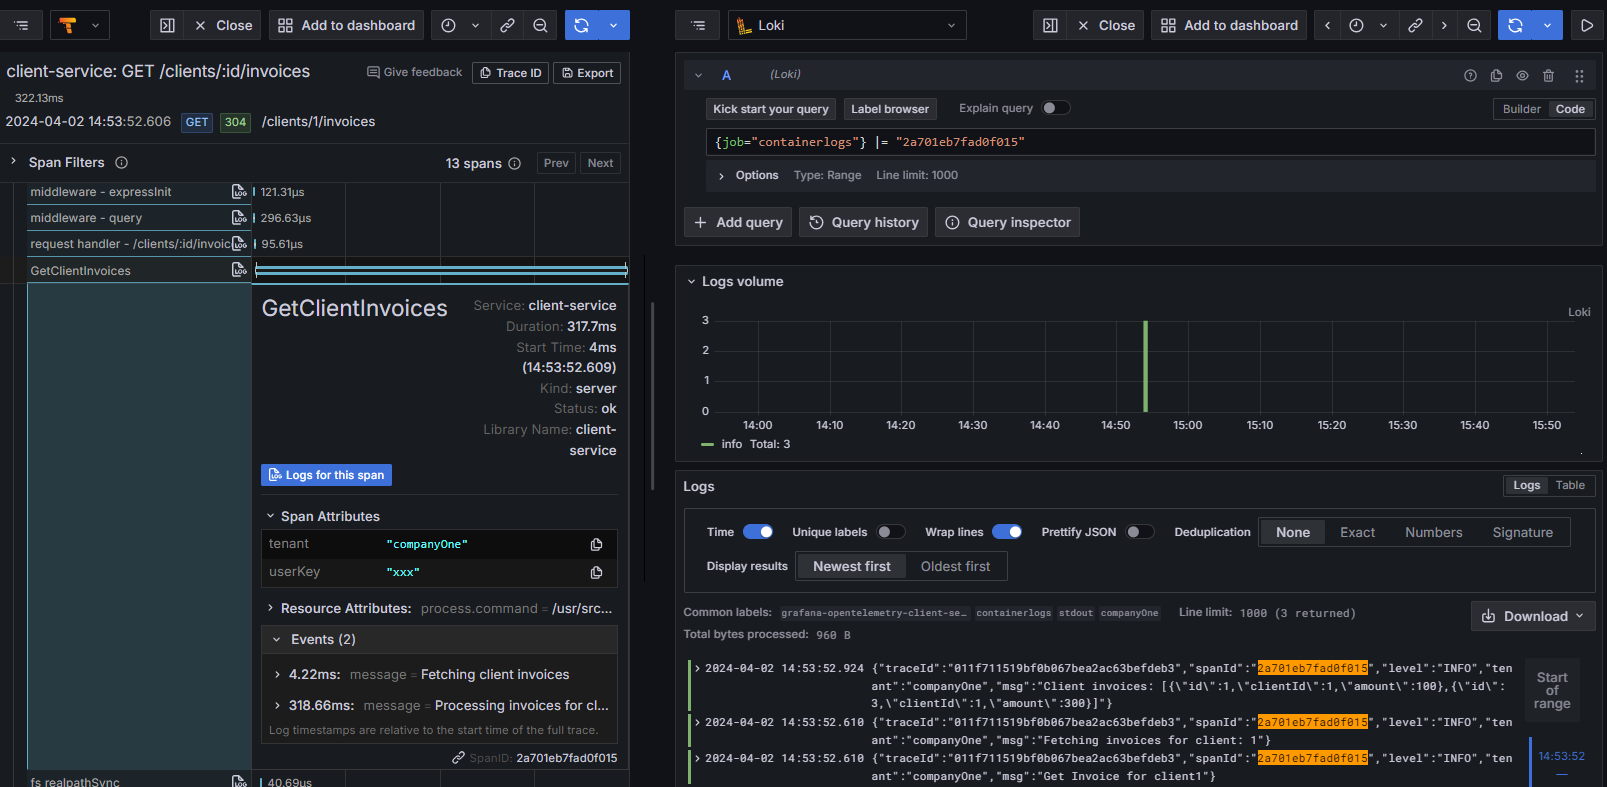 Close
Add to dashboard
client-service: GET /clients/:id/invoices
Give feedback
Trace ID
Export
322.13ms
2024-04-02 14:53:52.606 GET 304 /clients/1/invoices
Span Filters
13 spans
Prev
Next
middleware - expressInit LOG 121.31µs
middleware - query LOG 296.63µs
request handler - /clients/:id/invoic LOG 95.61µs
GetClientInvoices LOG
GetClientInvoices
Service: client-service
Duration: 317.7ms
Start Time: 4ms
(14:53:52.609)
Kind: server
Status: ok
Library Name: client-
service
LOG Logs for this span
Span Attributes
tenant "companyOne"
userKey "xxx"
Resource Attributes: process.command = /usr/src...
Events (2)
4.22ms: message = Fetching client invoices
318.66ms: message = Processing invoices for cl...
Log timestamps are relative to the start time of the full trace.
SpanID: 2a701eb7fad0f015
fs realpathSync LOG 40.69µs
Loki
Close
Add to dashboard
A (Loki)
Kick start your query
Label browser
Explain query
Builder
Code
{job="containerlogs"} |= "2a701eb7fad0f015"
Options Type: Range Line limit: 1000
Add query
Query history
Query inspector
Logs volume
Loki
3
2
1
0
14:00 14:10 14:20 14:30 14:40 14:50 15:00 15:10 15:20 15:30 15:40 15:50
info Total: 3
Logs
Logs
Table
Time
Unique labels
Wrap lines
Prettify JSON
Deduplication
None
Exact
Numbers
Signature
Display results
Newest first
Oldest first
Common labels: grafana-opentelemetry-client-se… containerlogs stdout companyOne Line limit: 1000 (3 returned)
Total bytes processed: 960 B
Download
2024-04-02 14:53:52.924 {"traceId":"011f711519bf0b067bea2ac63befdeb3","spanId":"2a701eb7fad0f015","level":"INFO","ten
ant":"companyOne","msg":"Client invoices: [{\"id\":1,\"clientId\":1,\"amount\":100},{\"id\":
3,\"clientId\":1,\"amount\":300}]"}
2024-04-02 14:53:52.610 {"traceId":"011f711519bf0b067bea2ac63befdeb3","spanId":"2a701eb7fad0f015","level":"INFO","ten
ant":"companyOne","msg":"Fetching invoices for client: 1"}
2024-04-02 14:53:52.610 {"traceId":"011f711519bf0b067bea2ac63befdeb3","spanId":"2a701eb7fad0f015","level":"INFO","ten
ant":"companyOne","msg":"Get Invoice for client1"}
Start
of
range
14:53:52